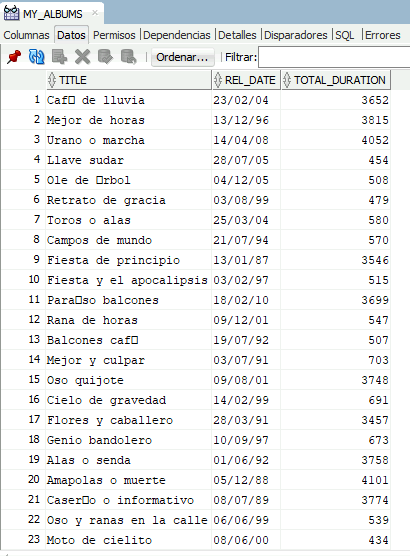 MY_ALBUMS
Columnas Datos Permisos Dependencias Detalles Disparadores SQL Errores
Ordenar... Filtrar:
TITLE REL_DATE TOTAL_DURATION
1 Caf□ de lluvia 23/02/04 3652
2 Mejor de horas 13/12/96 3815
3 Urano o marcha 14/04/08 4052
4 Llave sudar 28/07/05 454
5 Ole de □rbol 04/12/05 508
6 Retrato de gracia 03/08/99 479
7 Toros o alas 25/03/04 580
8 Campos de mundo 21/07/94 570
9 Fiesta de principio 13/01/87 3546
10 Fiesta y el apocalipsis 03/02/97 515
11 Para□so balcones 18/02/10 3699
12 Rana de horas 09/12/01 547
13 Balcones caf□ 19/07/92 507
14 Mejor y culpar 03/07/91 703
15 Oso quijote 09/08/01 3748
16 Cielo de gravedad 14/02/99 691
17 Flores y caballero 28/03/91 3457
18 Genio bandolero 10/09/97 673
19 Alas o senda 01/06/92 3758
20 Amapolas o muerte 05/12/88 4101
21 Caser□o o informativo 08/07/89 3774
22 Oso y ranas en la calle 06/06/99 539
23 Moto de cielito 08/06/00 434